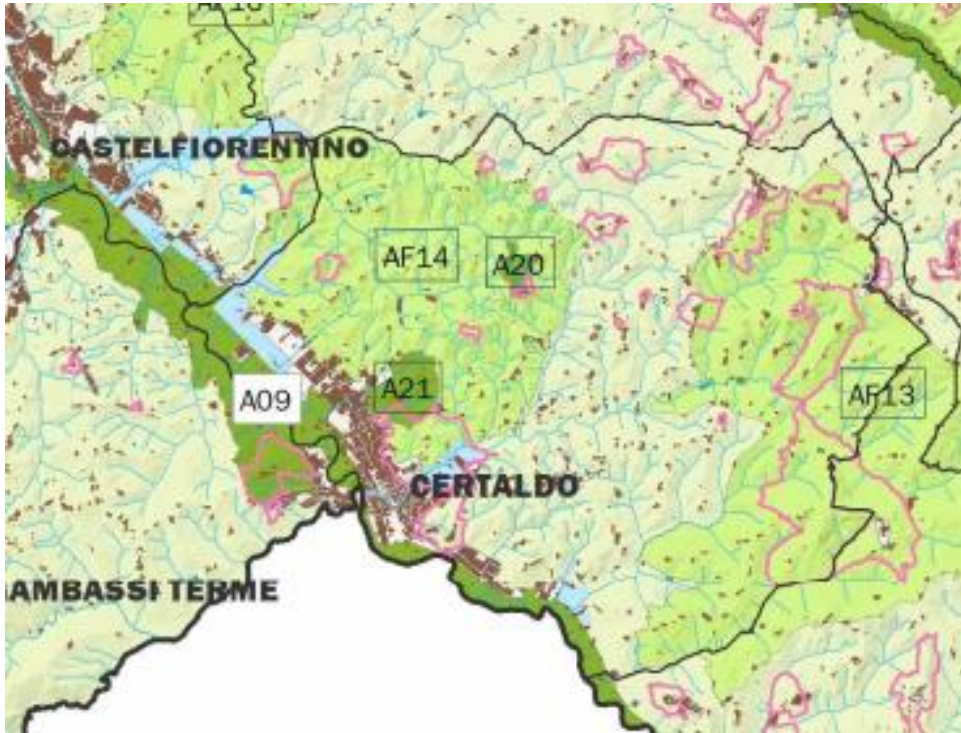 CASTELFIORENTINO
AF14
A20
A21
A09
AF13
CERTALDO
AMBASSI TERME